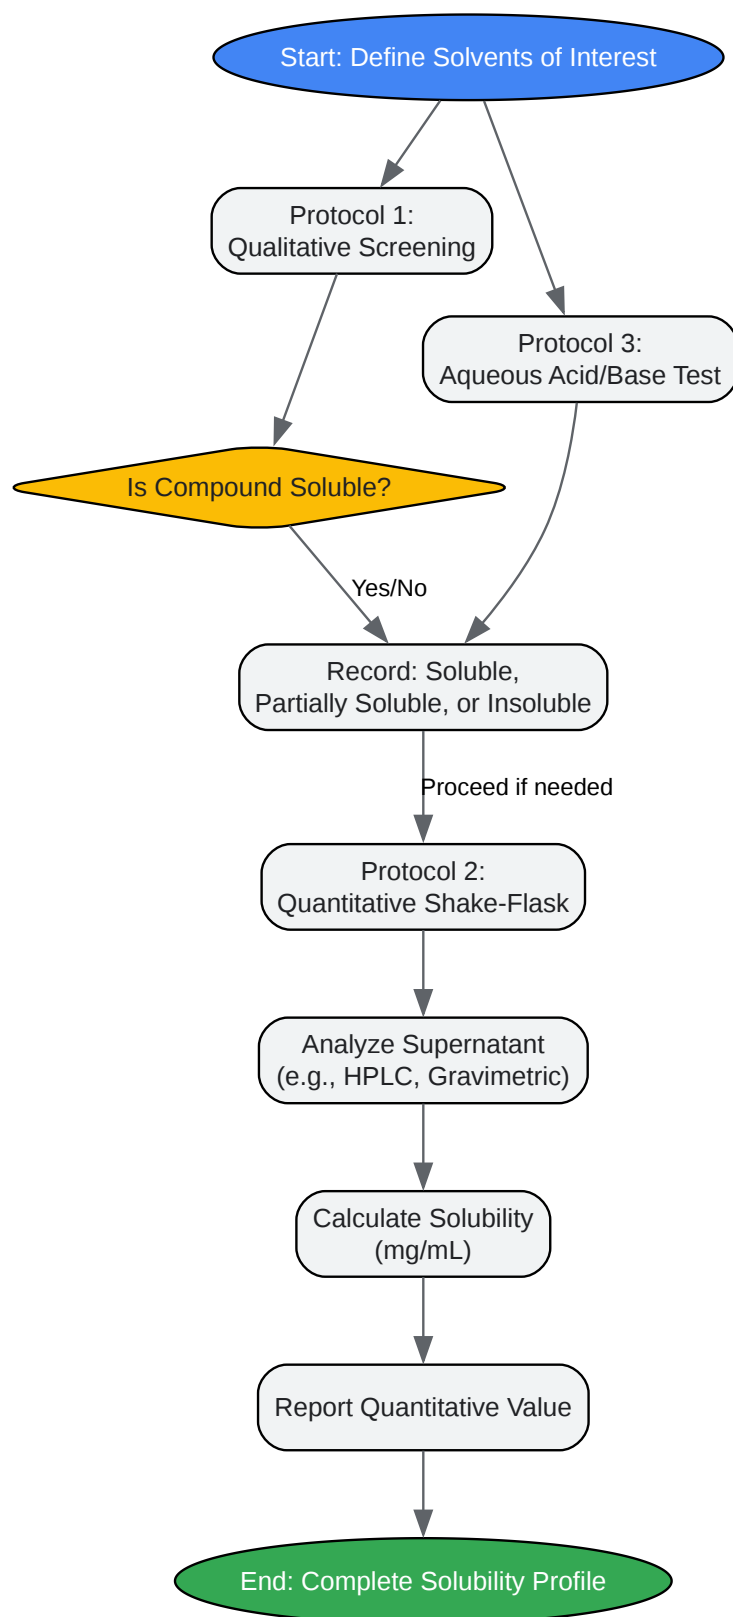 Start: Define Solvents of Interest
Protocol 1:
Qualitative Screening
Protocol 3:
Aqueous Acid/Base Test
Is Compound Soluble?
Yes/No
Record: Soluble,
Partially Soluble, or Insoluble
Proceed if needed
Protocol 2:
Quantitative Shake-Flask
Analyze Supernatant
(e.g., HPLC, Gravimetric)
Calculate Solubility
(mg/mL)
Report Quantitative Value
End: Complete Solubility Profile